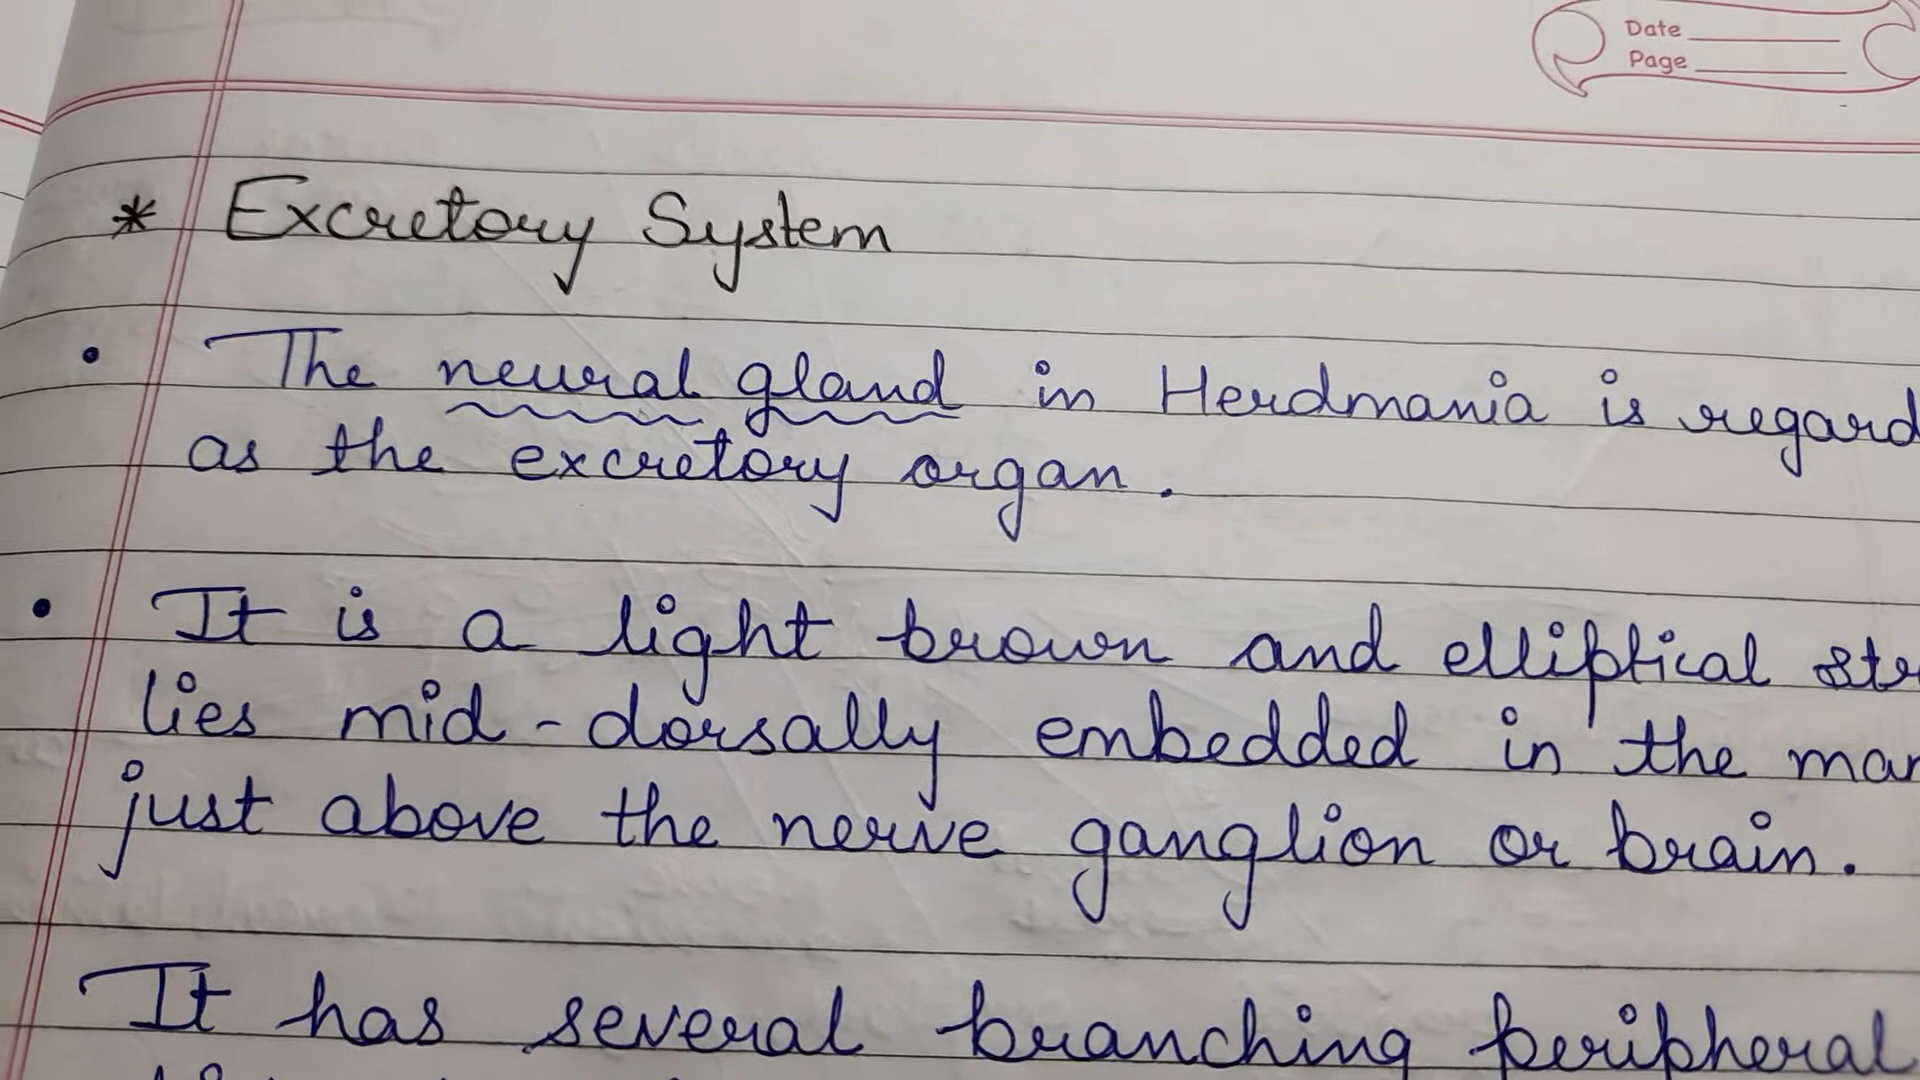 Date
Page
* Excretory System
• The neural gland in Herdmania is regard
as the excretory organ.
• It is a light brown and elliptical
lies mid-dorsally embedded in the
just above the nerve ganglion or brain.
It has several branching peripheral